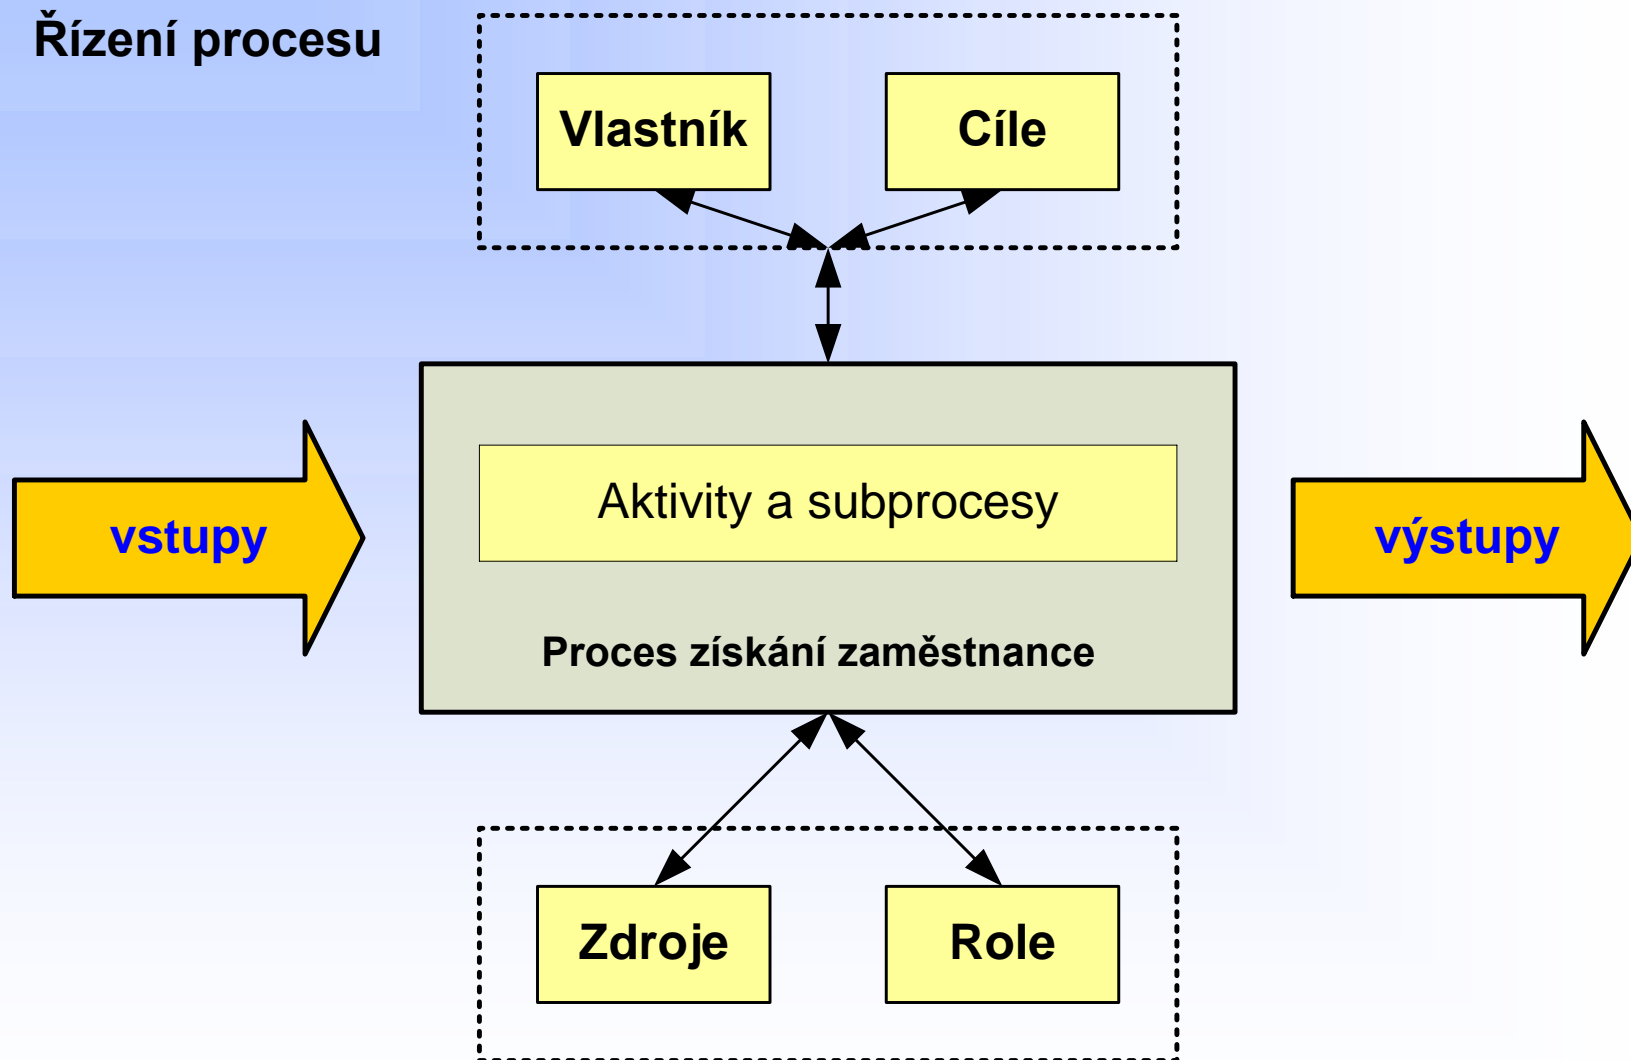 Řízení procesu
Vlastník
Cíle
vstupy
Aktivity a subprocesy
Proces získání zaměstnance
výstupy
Zdroje
Role